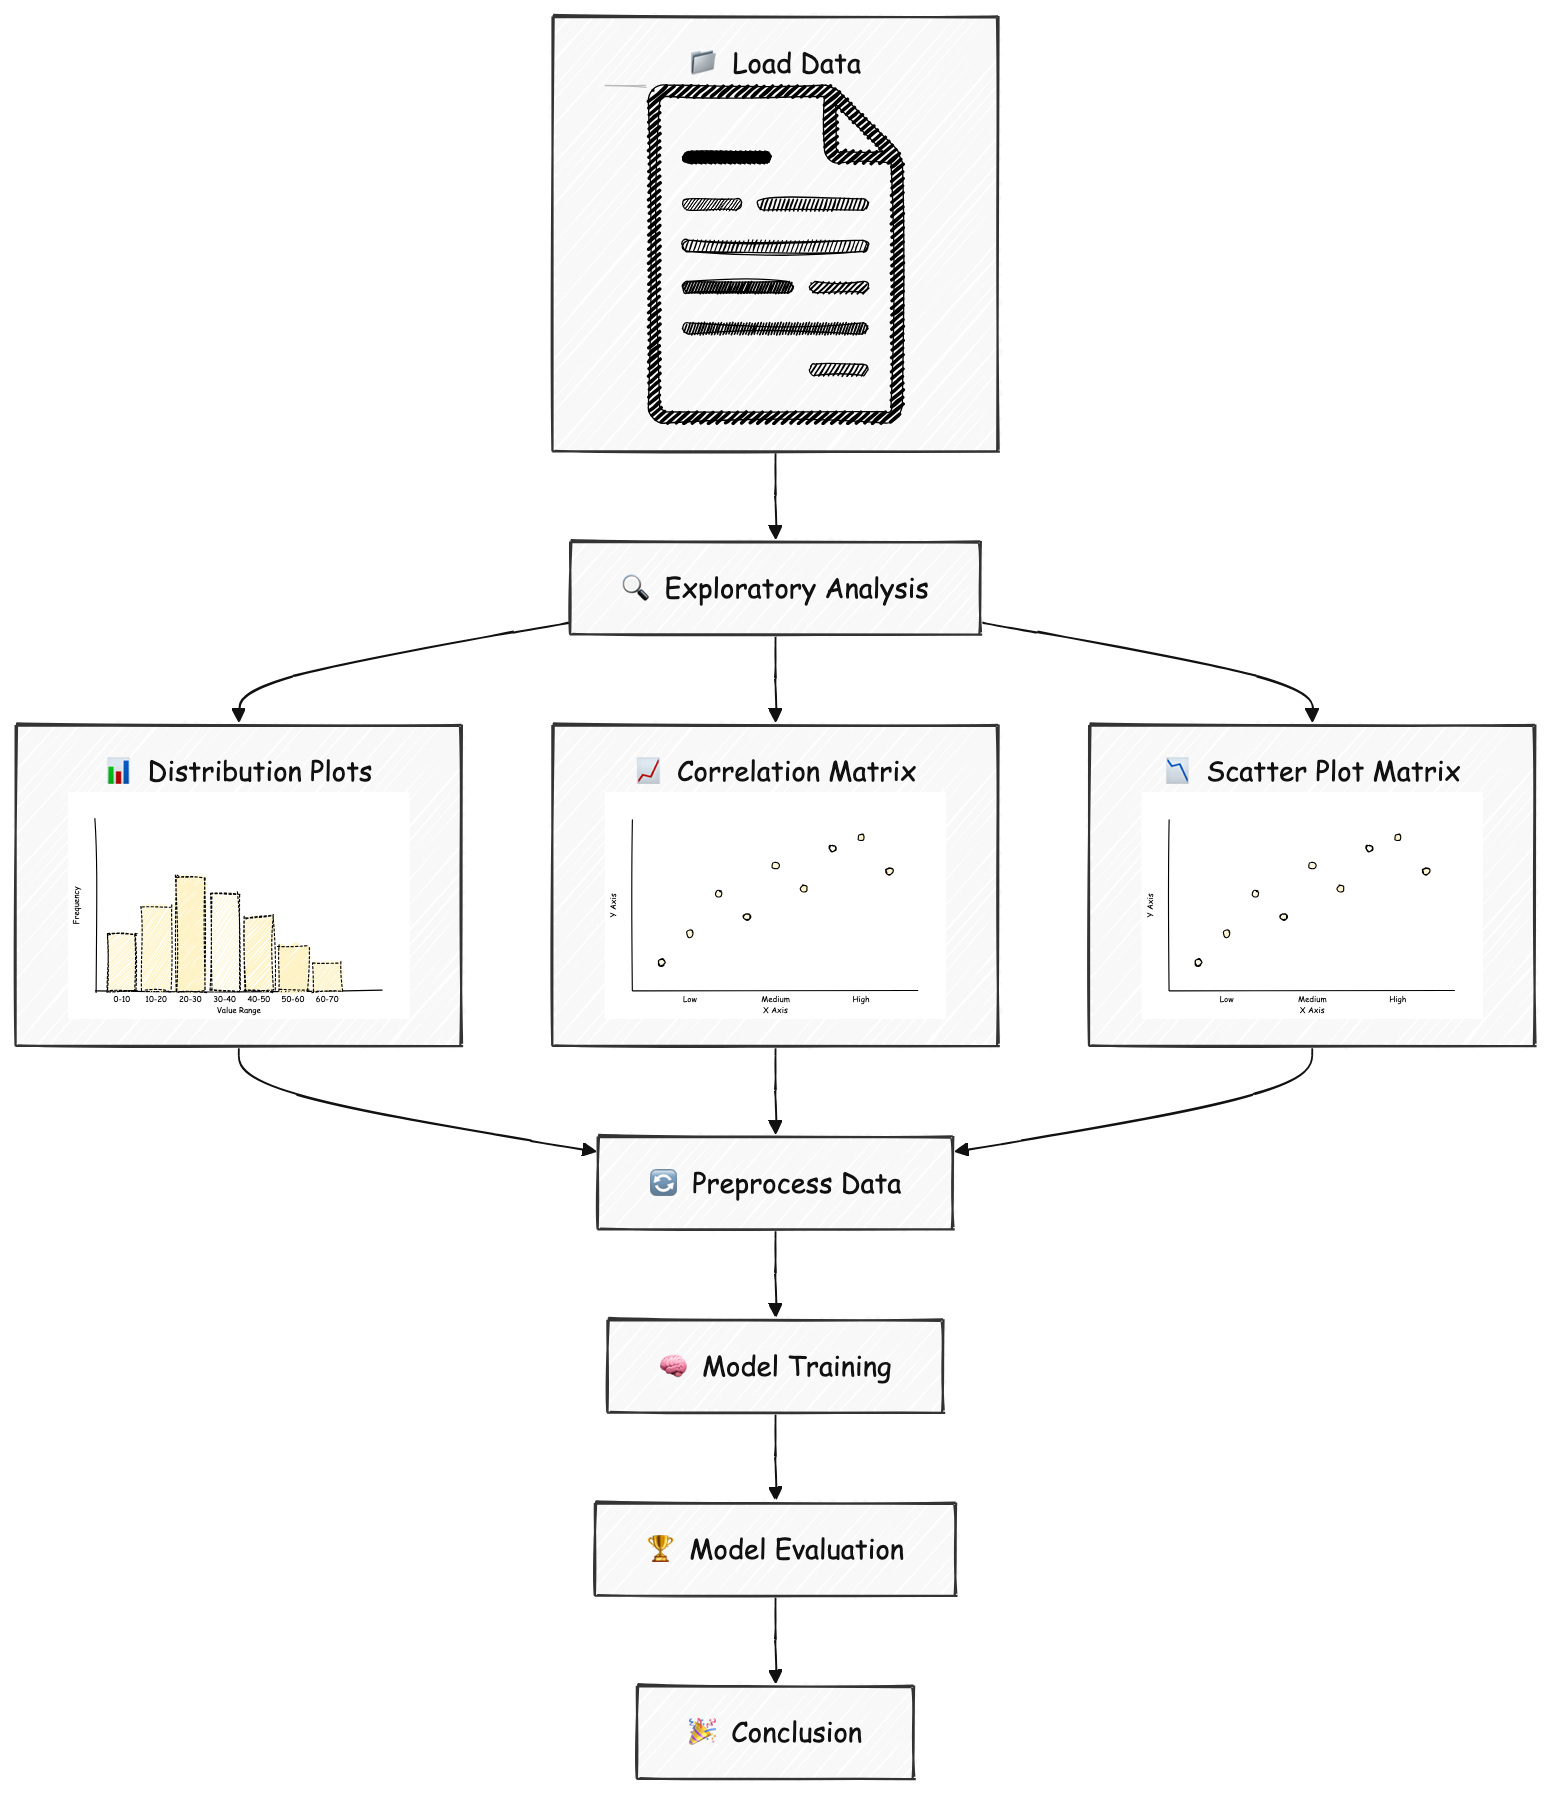 📁 Load Data
🔍 Exploratory Analysis
📊 Distribution Plots
Frequency
0-10 10-20 20-30 30-40 40-50 50-60 60-70
Value Range
📈 Correlation Matrix
Y Axis
Low Medium High
X Axis
📉 Scatter Plot Matrix
Y Axis
Low Medium High
X Axis
🔄 Preprocess Data
🧠 Model Training
🏆 Model Evaluation
🎉 Conclusion